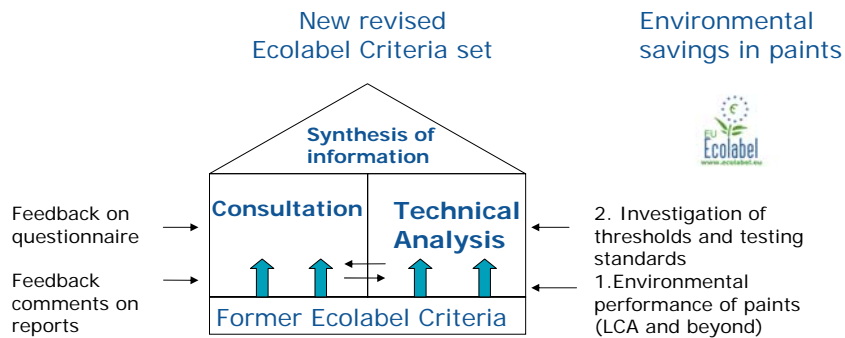 New revised
Ecolabel Criteria set
Environmental
savings in paints
Synthesis of
information
EU
Ecolabel
www.ecolabel.eu
Feedback on
questionnaire
Feedback
comments on
reports
Consultation
Technical
Analysis
Former Ecolabel Criteria
2. Investigation of
thresholds and testing
standards
1.Environmental
performance of paints
(LCA and beyond)